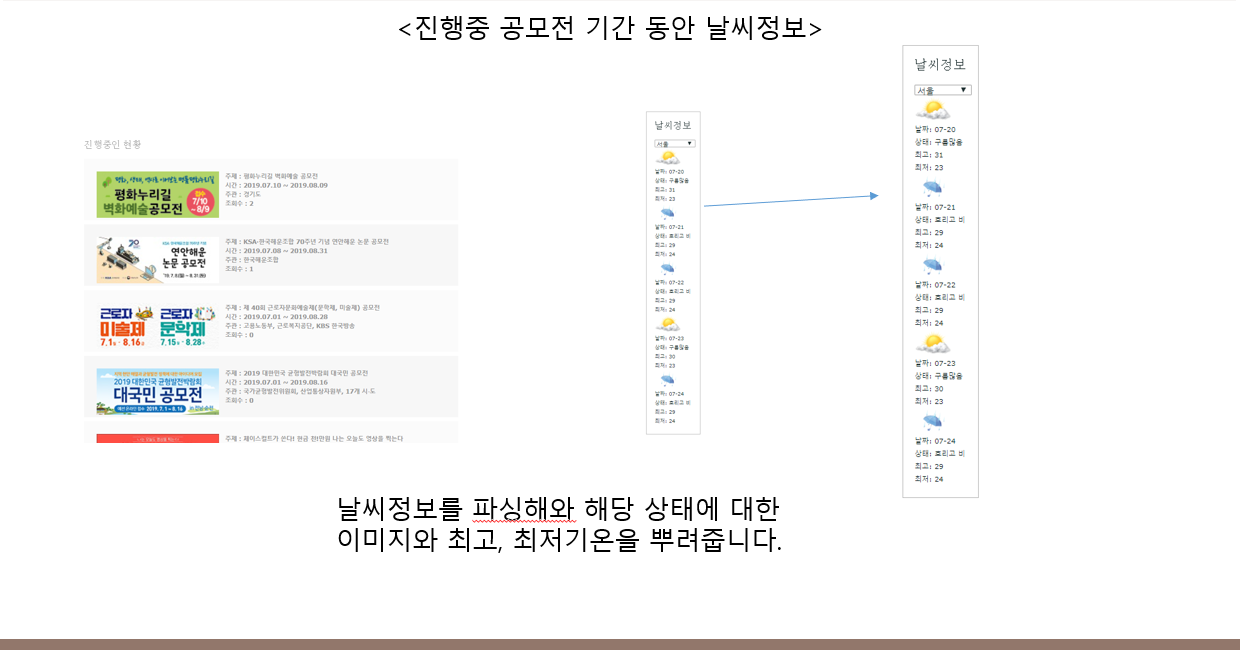 <진행중 공모전 기간 동안 날씨정보>
진행중인 현황
평화누리길
벽화예술공모전
접수
7/10
~ 8/9
주제 : 평화누리길 벽화예술 공모전
시간 : 2019.07.10 ~ 2019.08.09
주관 : 경기도
조회수 : 2
70
연안해운
논문 공모전
주제 : KSA·한국해운조합 70주년 기념 연안해운 논문 공모전
시간 : 2019.07.08 ~ 2019.08.31
주관 : 한국해운조합
조회수 : 1
근로자 근로자
미술제 문학제
7.1 - 8.16 7.15 - 8.28
주제 : 제 40회 근로자문화예술제(문학제, 미술제) 공모전
시간 : 2019.07.01 ~ 2019.08.28
주관 : 고용노동부, 근로복지공단, KBS 한국방송
조회수 : 0
2019 대한민국 균형발전박람회
대국민 공모전
2019. 7. 1 ~ 8. 16
주제 : 2019 대한민국 균형발전박람회 대국민 공모전
시간 : 2019.07.01 ~ 2019.08.16
주관 : 국가균형발전위원회, 산업통상자원부, 17개 시·도
조회수 : 0
주제 : 페이스컬트가 쏜다! 현금 천만원 나는 오늘도 영상을 찍는다
날씨정보
서울
날짜: 07-20
상태: 구름많음
최고: 31
최저: 23
날짜: 07-21
상태: 흐리고 비
최고: 29
최저: 24
날짜: 07-22
상태: 흐리고 비
최고: 29
최저: 24
날짜: 07-23
상태: 구름많음
최고: 30
최저: 23
날짜: 07-24
상태: 흐리고 비
최고: 29
최저: 24
날씨정보
서울
날짜: 07-20
상태: 구름많음
최고: 31
최저: 23
날짜: 07-21
상태: 흐리고 비
최고: 29
최저: 24
날짜: 07-22
상태: 흐리고 비
최고: 29
최저: 24
날짜: 07-23
상태: 구름많음
최고: 30
최저: 23
날짜: 07-24
상태: 흐리고 비
최고: 29
최저: 24
날씨정보를 파싱해와 해당 상태에 대한
이미지와 최고, 최저기온을 뿌려줍니다.